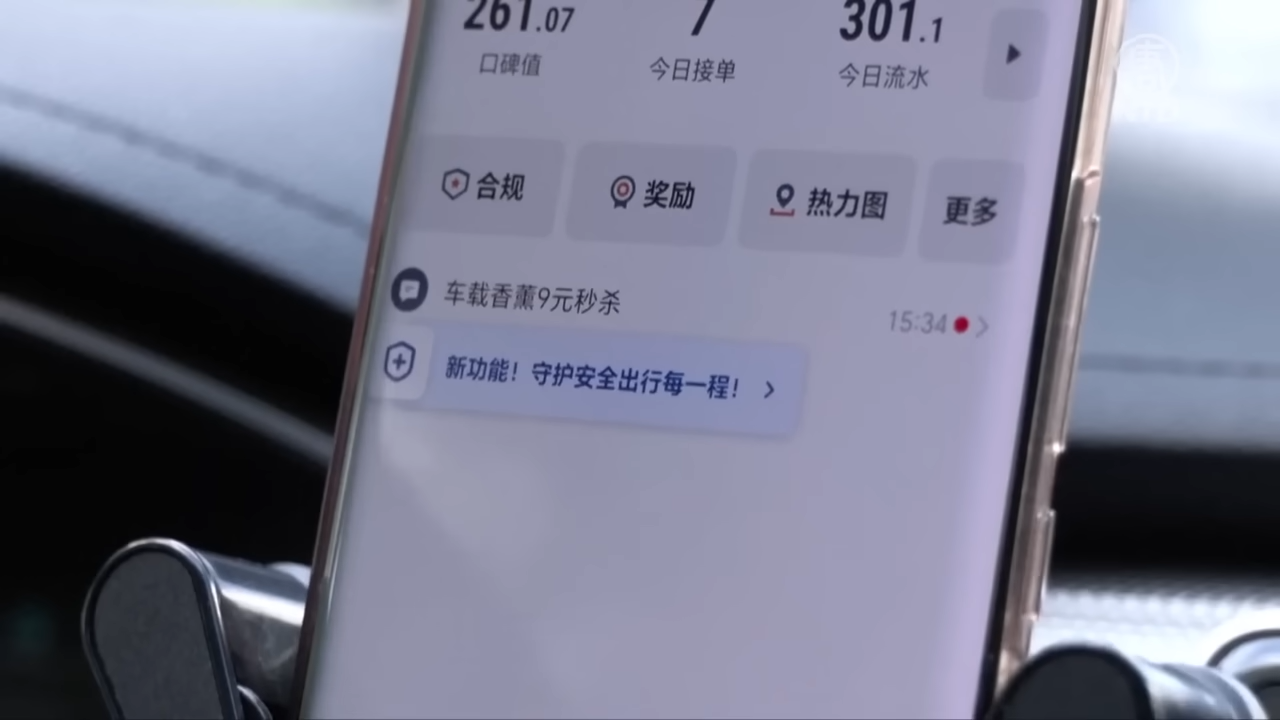 261.07 7 301.1
口碑值 今日接单 今日流水
合规 奖励 热力图 更多
车载香薰9元秒杀 15:34
新功能！守护安全出行每一程！